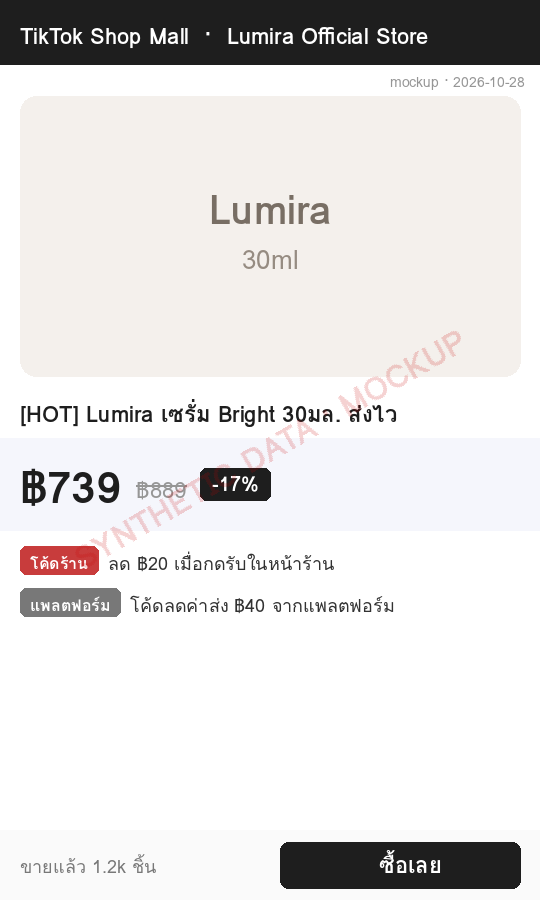 TikTok Shop Mall · Lumira Official Store
mockup · 2026-10-28
Lumira
30ml
[HOT] Lumira เซรั่ม Bright 30มล. ส่งไว
฿739 ฿889 -17%
SYNTHETIC DATA · MOCKUP
โค้ดร้าน ลด ฿20 เมื่อกดรับในหน้าร้าน
แพลตฟอร์ม โค้ดลดค่าส่ง ฿40 จากแพลตฟอร์ม
ขายแล้ว 1.2k ชิ้น ซื้อเลย